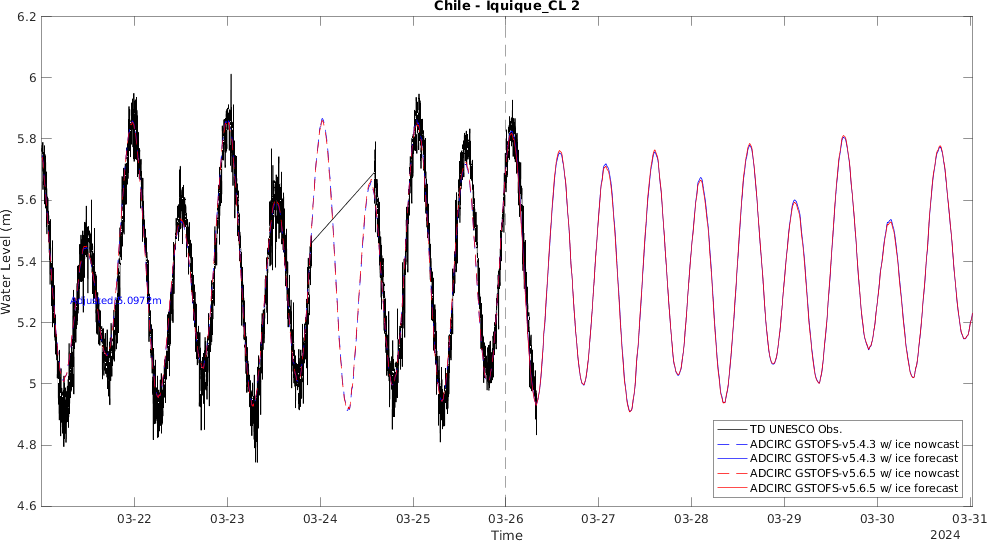 Chile - Iquique_CL 2
Water Level (m)
6.2
6
5.8
5.6
5.4
5.2
5
4.8
4.6
Adjusted 5.0972m
TD UNESCO Obs.
ADCIRC GSTOFS-v5.4.3 w/ ice nowcast
ADCIRC GSTOFS-v5.4.3 w/ ice forecast
ADCIRC GSTOFS-v5.6.5 w/ ice nowcast
ADCIRC GSTOFS-v5.6.5 w/ ice forecast
03-22 03-23 03-24 03-25 03-26 03-27 03-28 03-29 03-30 03-31
Time
2024